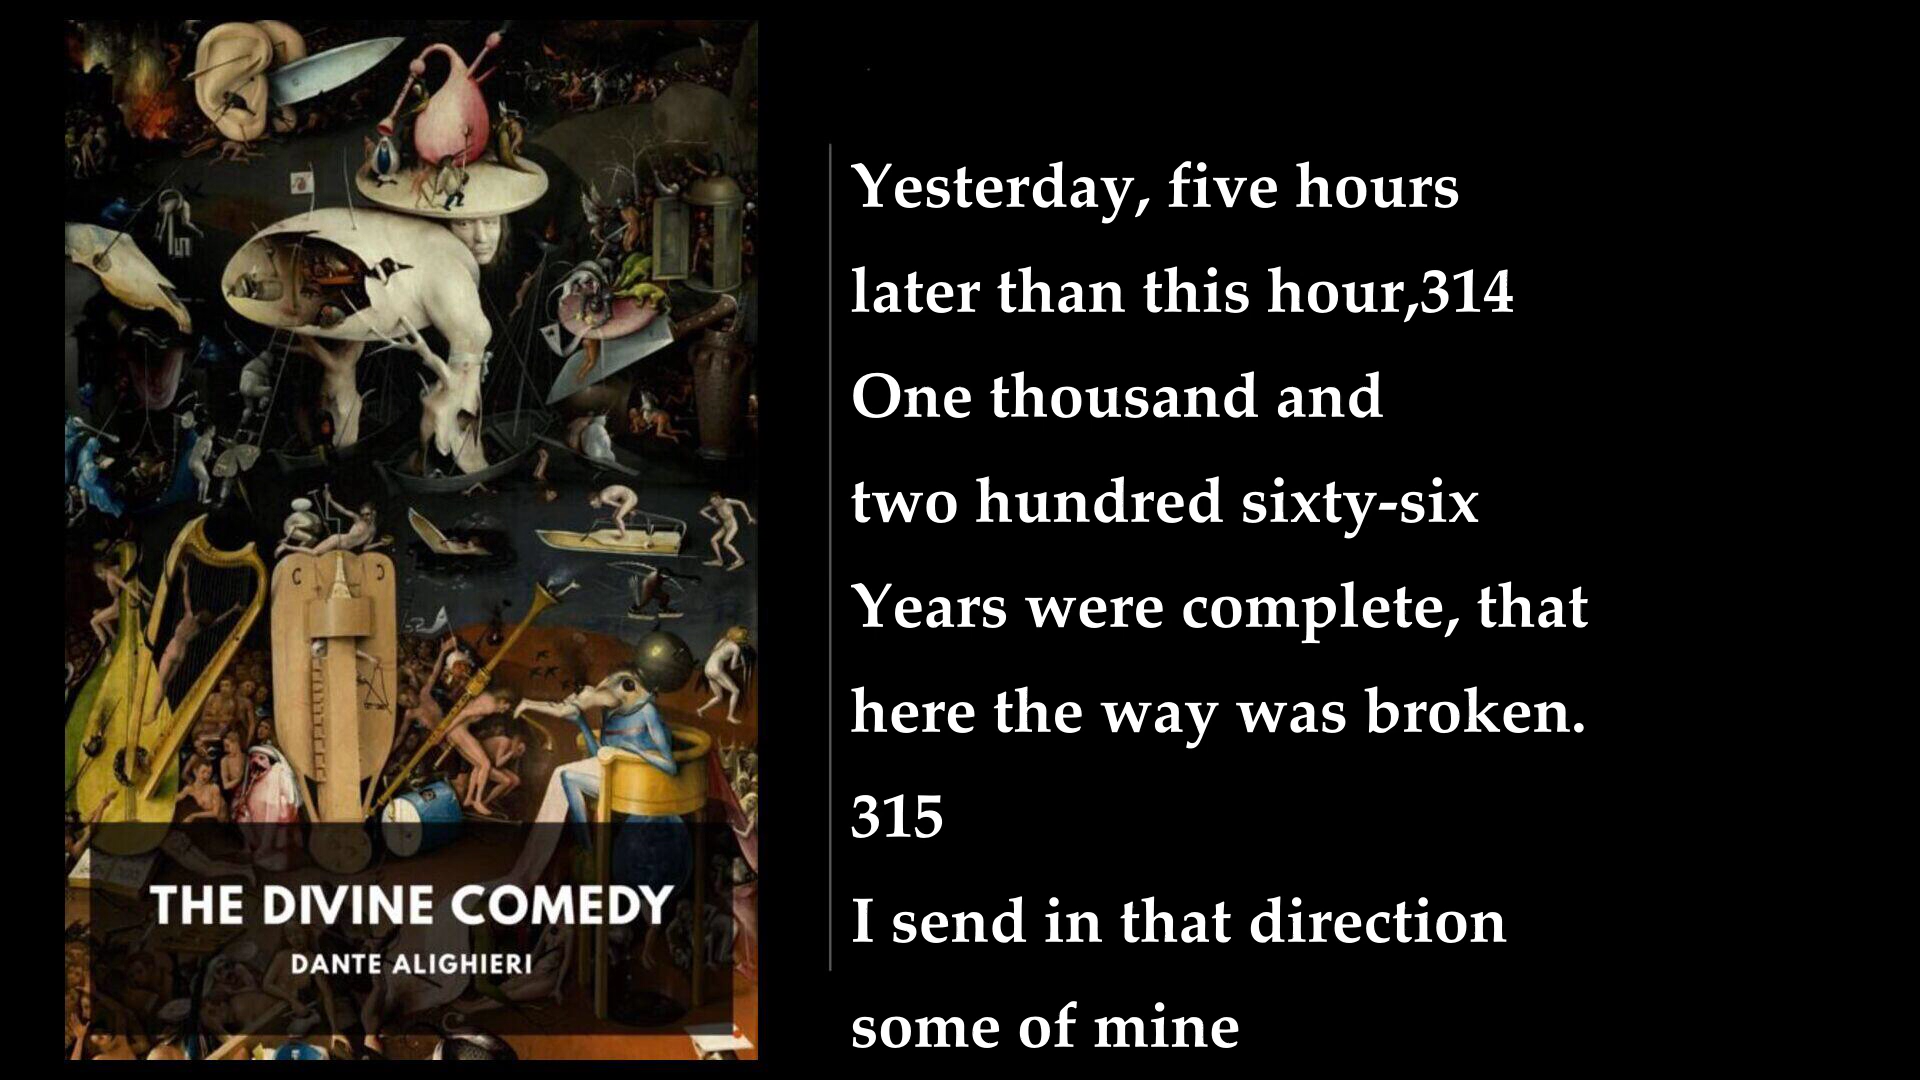 THE DIVINE COMEDY
DANTE ALIGHIERI
Yesterday, five hours
later than this hour,314
One thousand and
two hundred sixty-six
Years were complete, that
here the way was broken.
315
I send in that direction
some of mine